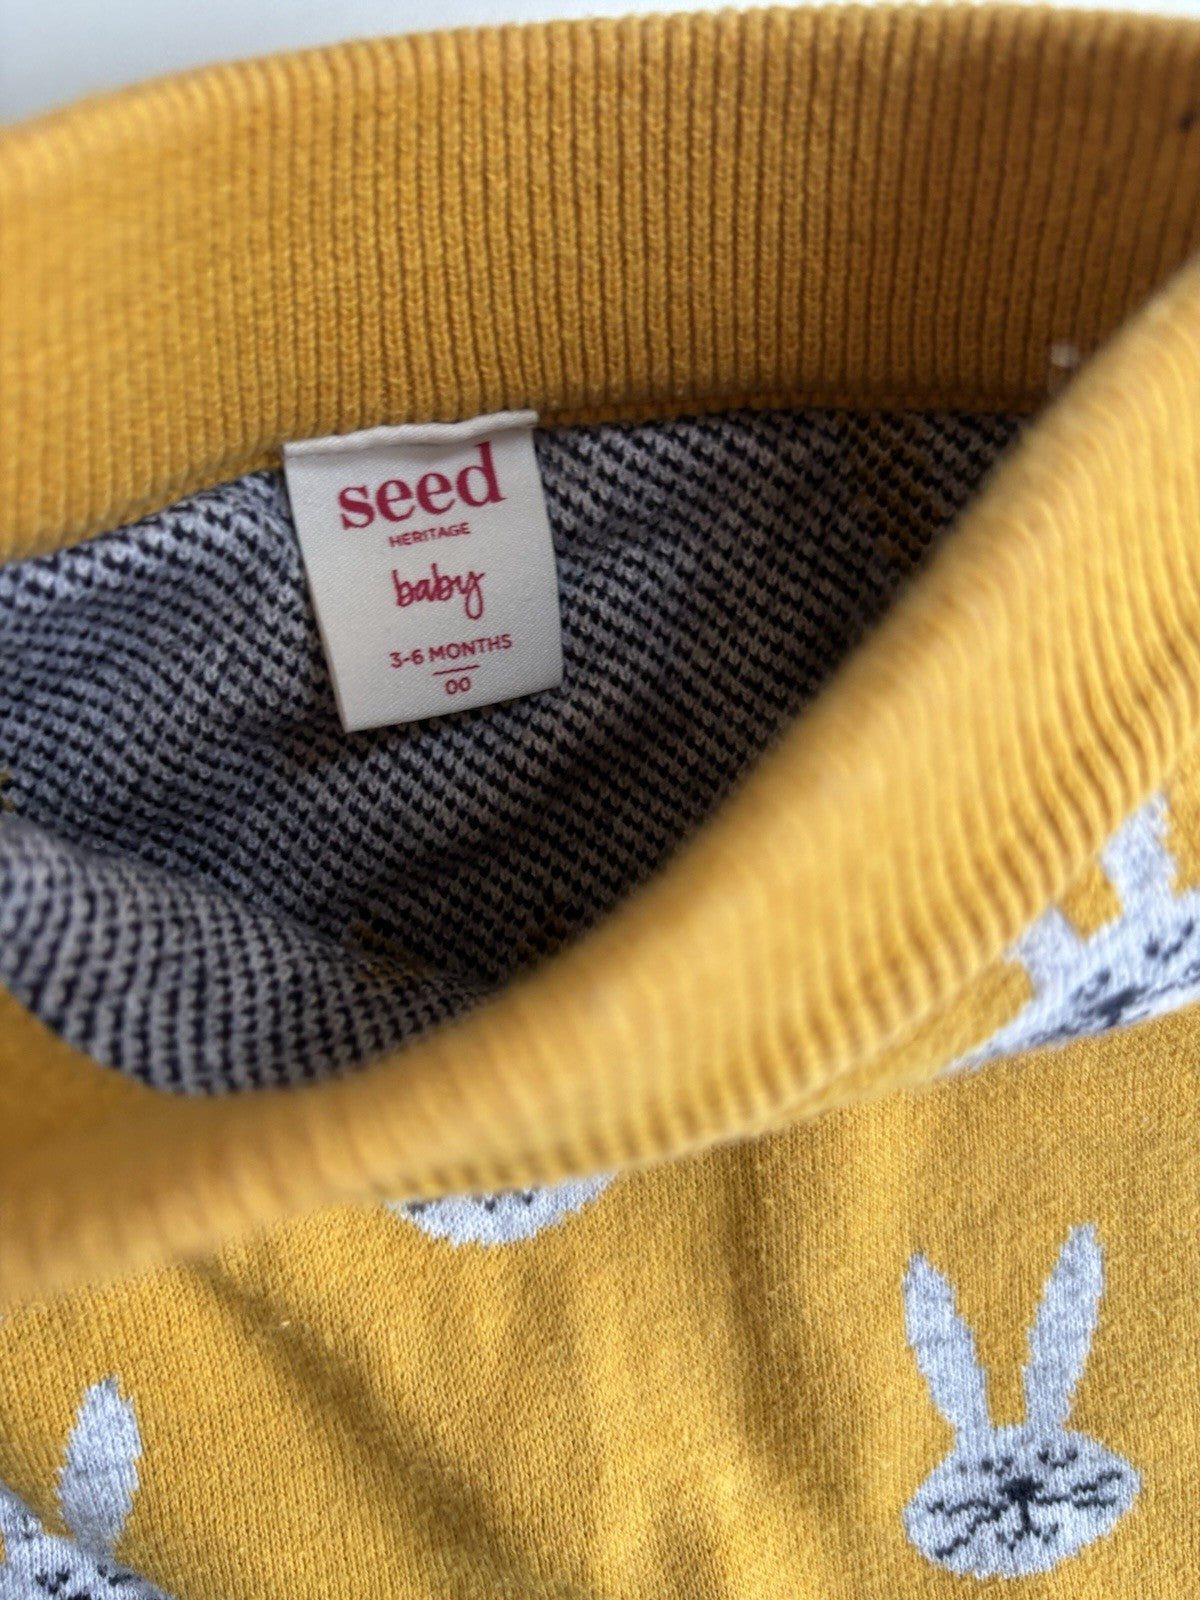 seed
HERITAGE
baby
3-6 MONTHS
00